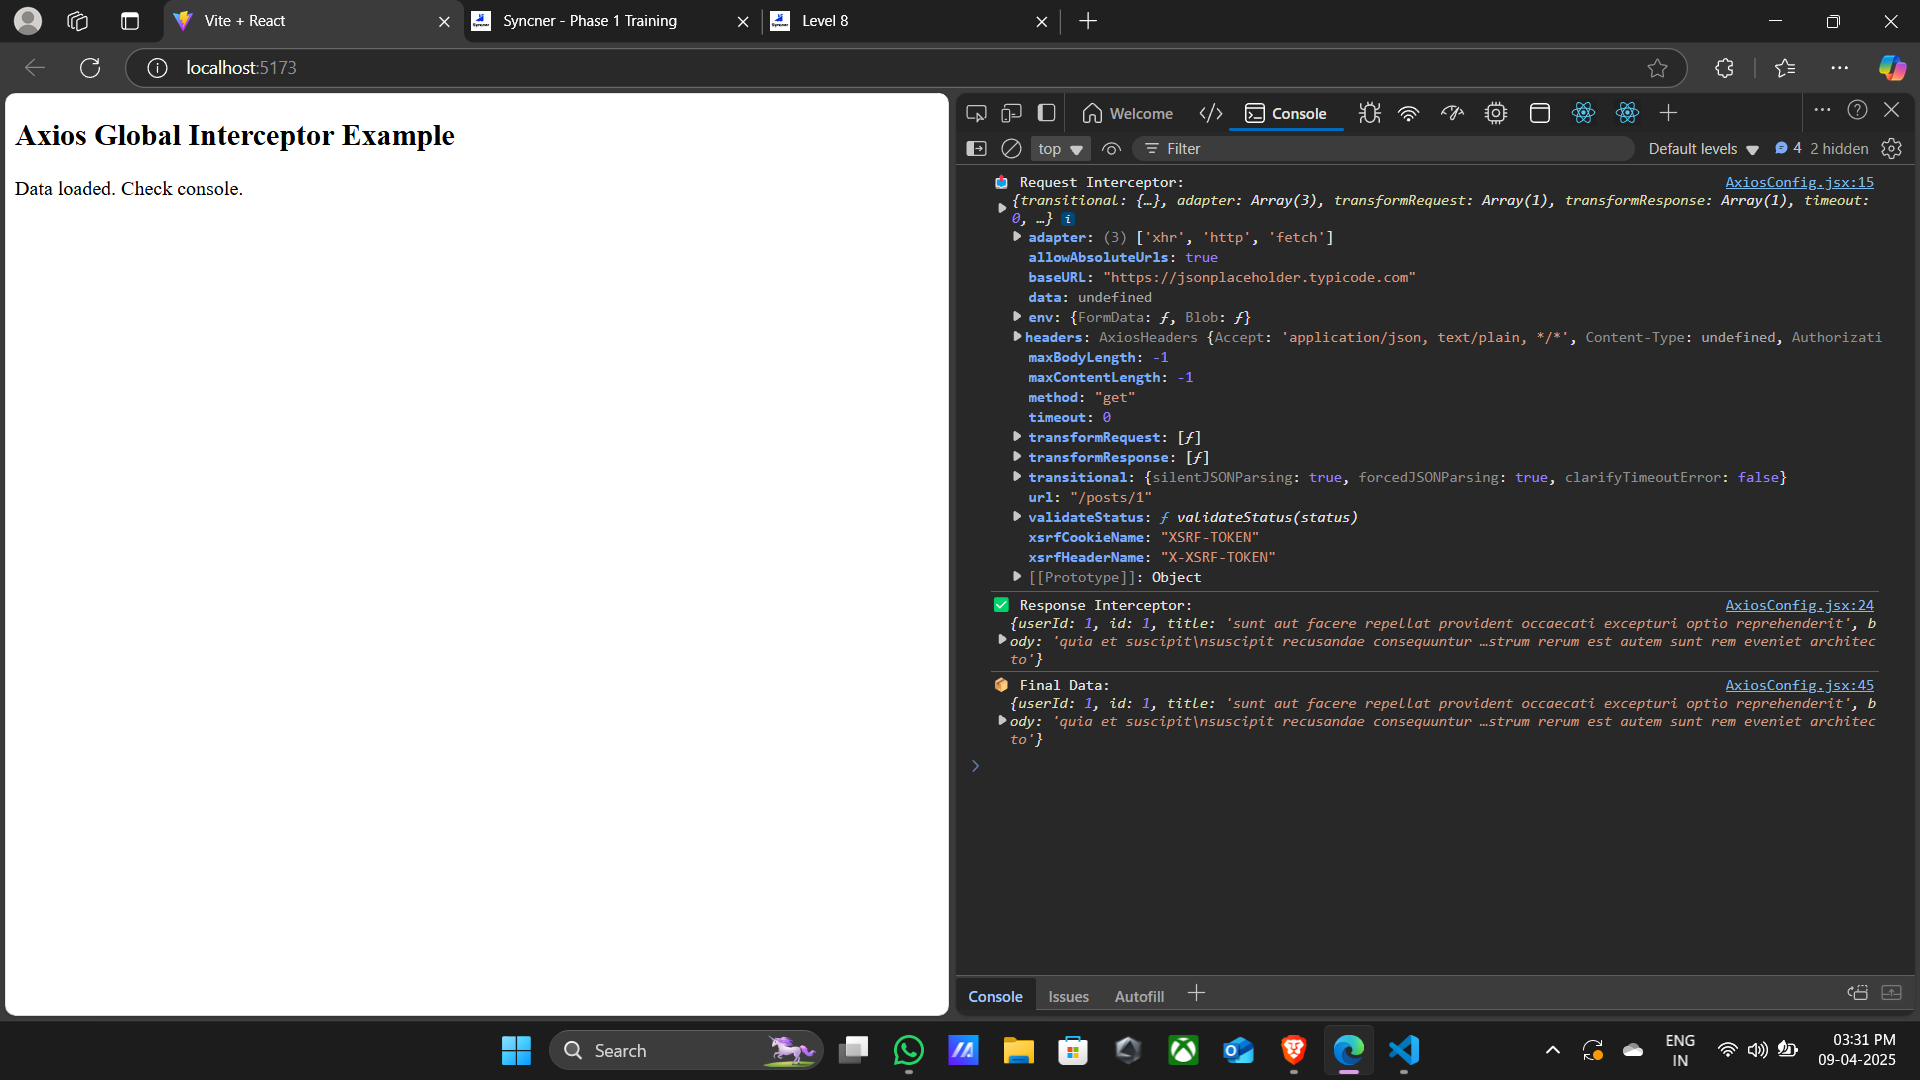 Vite + React
Syncner - Phase 1 Training
Level 8
localhost:5173
Axios Global Interceptor Example
Data loaded. Check console.
Welcome
Console
top
Filter
Default levels
4
2 hidden
Request Interceptor:
AxiosConfig.jsx:15
{transitional: {…}, adapter: Array(3), transformRequest: Array(1), transformResponse: Array(1), timeout:
0, …}
adapter: (3) ['xhr', 'http', 'fetch']
allowAbsoluteUrls: true
baseURL: "https://jsonplaceholder.typicode.com"
data: undefined
env: {FormData: ƒ, Blob: ƒ}
headers: AxiosHeaders {Accept: 'application/json, text/plain, */*', Content-Type: undefined, Authorizati
maxBodyLength: -1
maxContentLength: -1
method: "get"
timeout: 0
transformRequest: [ƒ]
transformResponse: [ƒ]
transitional: {silentJSONParsing: true, forcedJSONParsing: true, clarifyTimeoutError: false}
url: "/posts/1"
validateStatus: ƒ validateStatus(status)
xsrfCookieName: "XSRF-TOKEN"
xsrfHeaderName: "X-XSRF-TOKEN"
[[Prototype]]: Object
Response Interceptor:
AxiosConfig.jsx:24
{userId: 1, id: 1, title: 'sunt aut facere repellat provident occaecati excepturi optio reprehenderit', b
ody: 'quia et suscipit\nsuscipit recusandae consequuntur …strum rerum est autem sunt rem eveniet architec
to'}
Final Data:
AxiosConfig.jsx:45
{userId: 1, id: 1, title: 'sunt aut facere repellat provident occaecati excepturi optio reprehenderit', b
ody: 'quia et suscipit\nsuscipit recusandae consequuntur …strum rerum est autem sunt rem eveniet architec
to'}
Console
Issues
Autofill
Search
ENG
IN
03:31 PM
09-04-2025